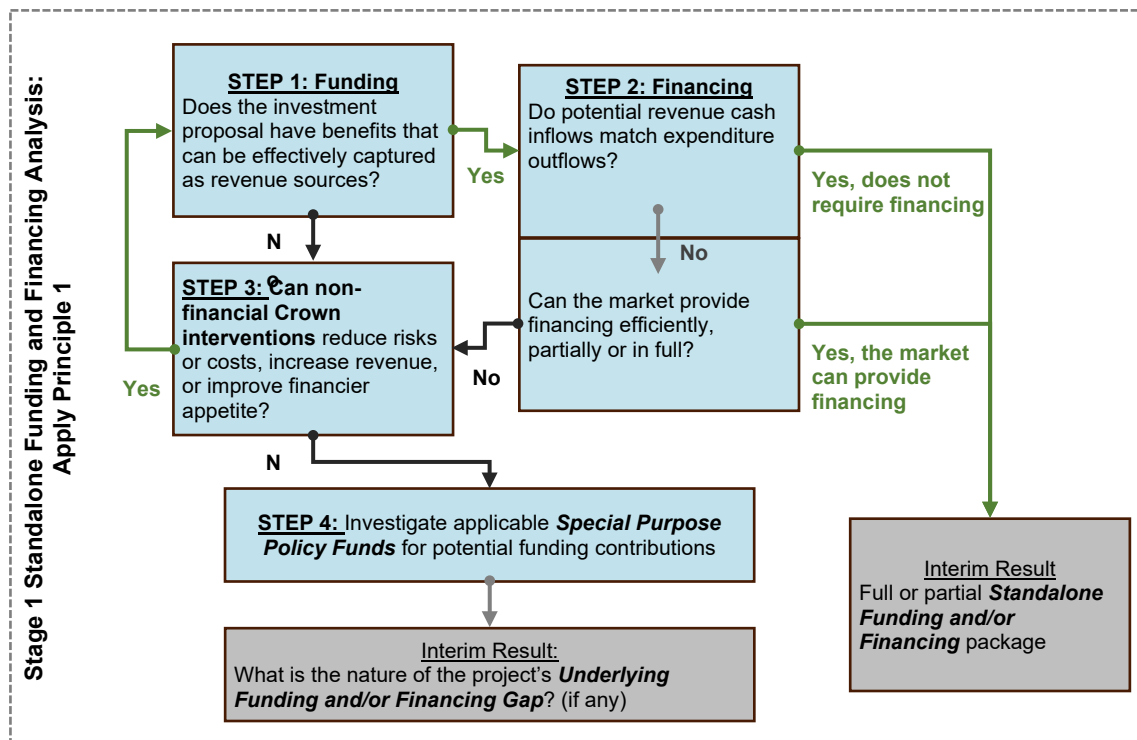 Stage 1 Standalone Funding and Financing Analysis:
Apply Principle 1
STEP 1: Funding
Does the investment
proposal have benefits that
can be effectively captured
as revenue sources?
Yes
STEP 2: Financing
Do potential revenue cash
inflows match expenditure
outflows?
Yes, does not
require financing
No
Can the market provide
financing efficiently,
partially or in full?
Yes, the market
can provide
financing
N
o
STEP 3: Can non-
financial Crown
interventions reduce risks
or costs, increase revenue,
or improve financier
appetite?
Yes
No
N
STEP 4: Investigate applicable Special Purpose
Policy Funds for potential funding contributions
Interim Result:
What is the nature of the project's Underlying
Funding and/or Financing Gap? (if any)
Interim Result
Full or partial Standalone
Funding and/or
Financing package